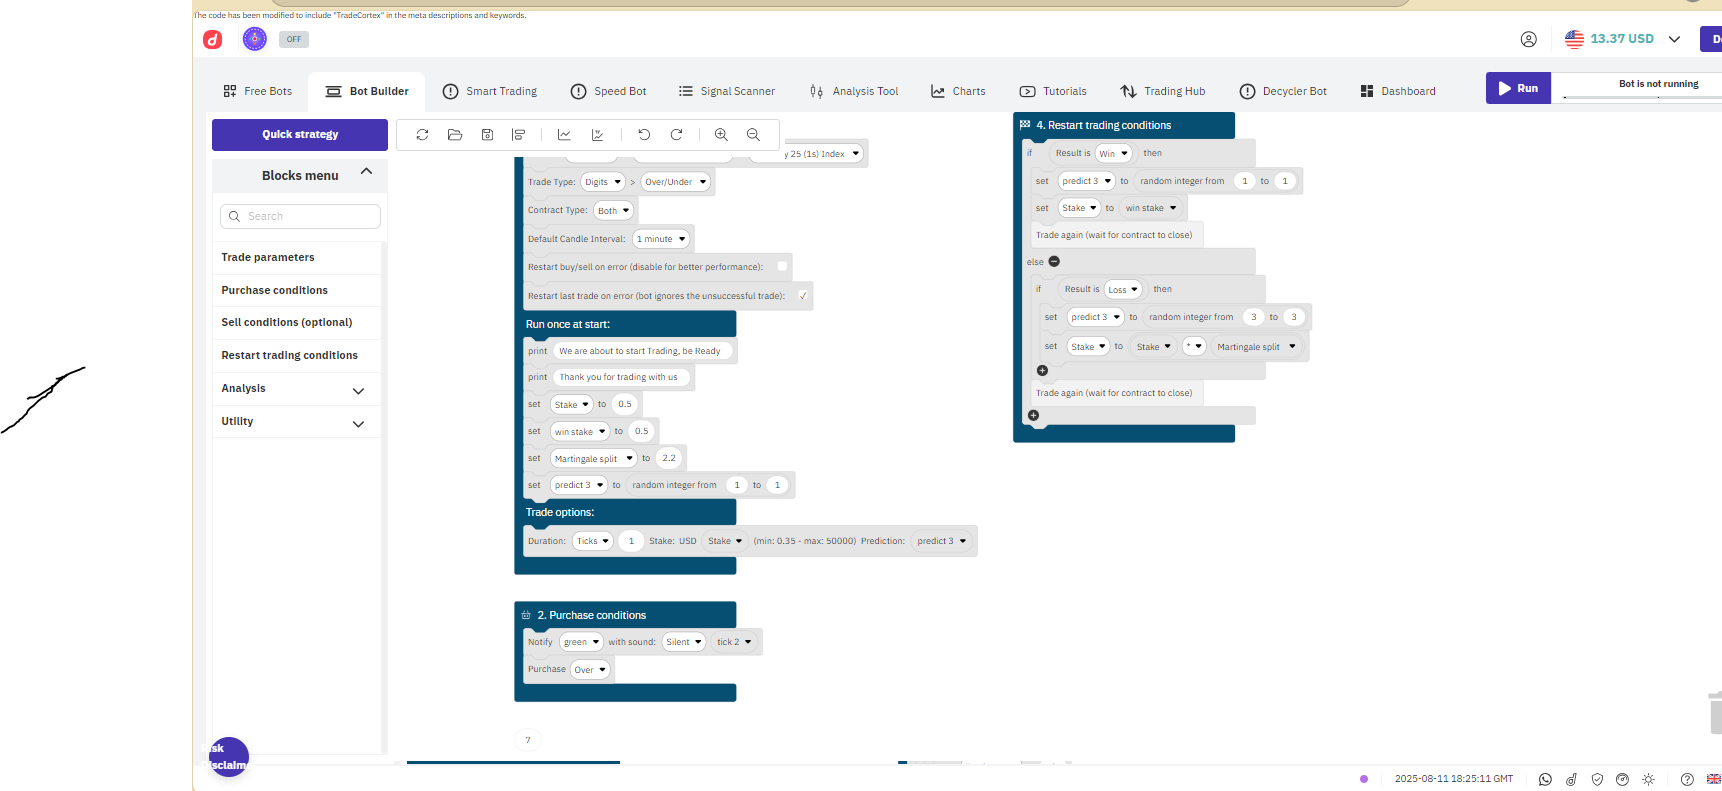 The code has been modified to include "TradeCortex" in the meta descriptions and keywords.
OFF
13.37 USD
Free Bots
Bot Builder
Smart Trading
Speed Bot
Signal Scanner
Analysis Tool
Charts
Tutorials
Trading Hub
Decycler Bot
Dashboard
Run
Bot is not running
Quick strategy
Blocks menu
Search
Trade parameters
Purchase conditions
Sell conditions (optional)
Restart trading conditions
Analysis
Utility
y 25 (1s) Index
Trade Type: Digits > Over/Under
Contract Type: Both
Default Candle Interval: 1 minute
Restart buy/sell on error (disable for better performance):
Restart last trade on error (bot ignores the unsuccessful trade): ✓
Run once at start:
print We are about to start Trading, be Ready
print Thank you for trading with us
set Stake to 0.5
set win stake to 0.5
set Martingale split to 2.2
set predict 3 to random integer from 1 to 1
Trade options:
Duration: Ticks 1 Stake: USD Stake (min: 0.35 - max: 50000) Prediction: predict 3
2. Purchase conditions
Notify green with sound: Silent tick 2
Purchase Over
7
4. Restart trading conditions
if Result is Win then
set predict 3 to random integer from 1 to 1
set Stake to win stake
Trade again (wait for contract to close)
else
if Result is Loss then
set predict 3 to random integer from 3 to 3
set Stake to Stake * Martingale split
Trade again (wait for contract to close)
Risk
Disclaim
2025-08-11 18:25:11 GMT